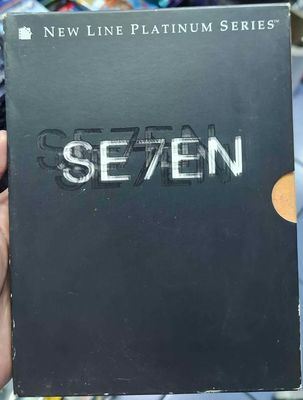 NEW LINE PLATINUM SERIES™
SE7EN